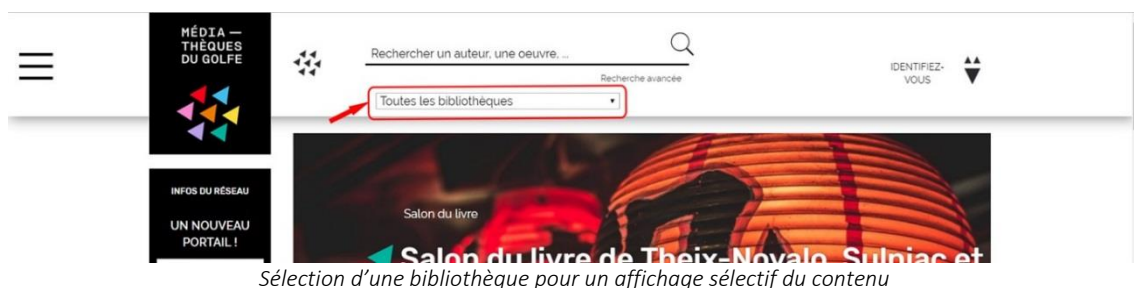 MÉDIA —
THÈQUES
DU GOLFE
Rechercher un auteur, une oeuvre, ...
Recherche avancée
Toutes les bibliothèques
IDENTIFIEZ-
VOUS
INFOS DU RÉSEAU
UN NOUVEAU
PORTAIL !
Salon du livre
Salon du livre de Theix-Noyalo, Sulniac et
Sélection d’une bibliothèque pour un affichage sélectif du contenu